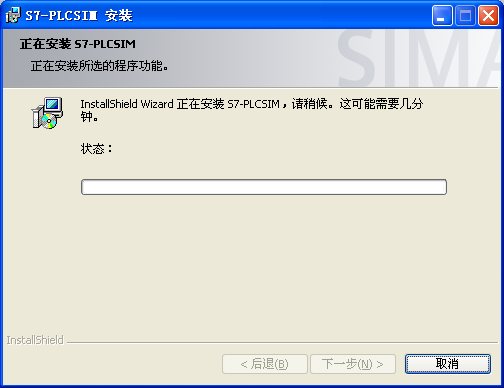 S7-PLCSIM 安装
正在安装 S7-PLCSIM
正在安装所选的程序功能。
SIMA
InstallShield Wizard 正在安装 S7-PLCSIM，请稍候。这可能需要几分
钟。
状态：
InstallShield
< 后退(B) 下一步(N) > 取消